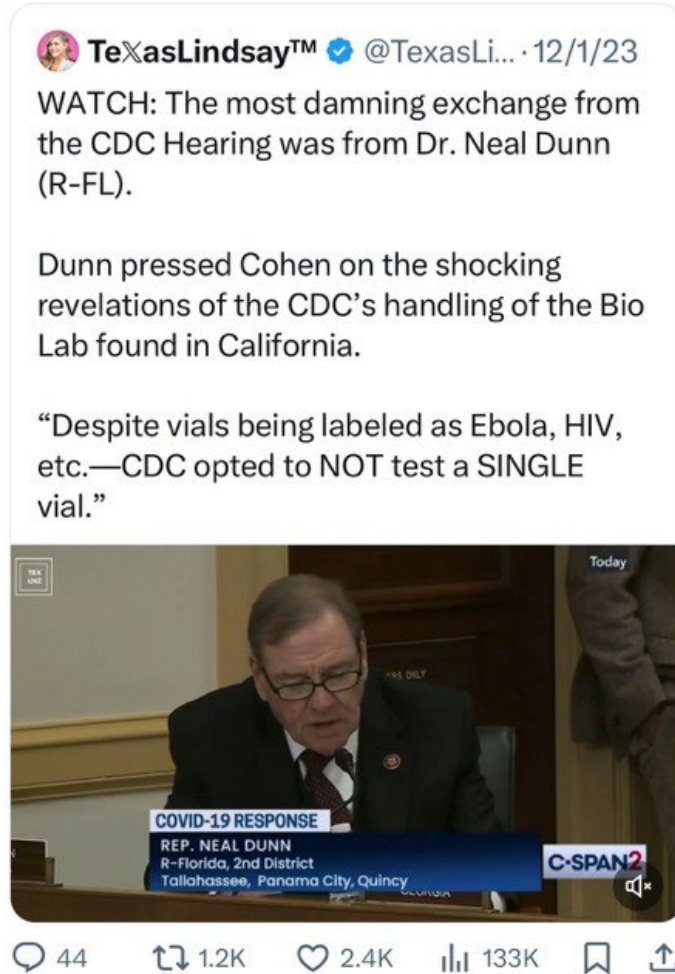 TeXasLindsay™ @TexasLi... · 12/1/23
WATCH: The most damning exchange from
the CDC Hearing was from Dr. Neal Dunn
(R-FL).
Dunn pressed Cohen on the shocking
revelations of the CDC's handling of the Bio
Lab found in California.
“Despite vials being labeled as Ebola, HIV,
etc.—CDC opted to NOT test a SINGLE
vial.”
TEX
LNZ
Today
COVID-19 RESPONSE
REP. NEAL DUNN
R-Florida, 2nd District
Tallahassee, Panama City, Quincy
C-SPAN2
44 1.2K 2.4K 133K